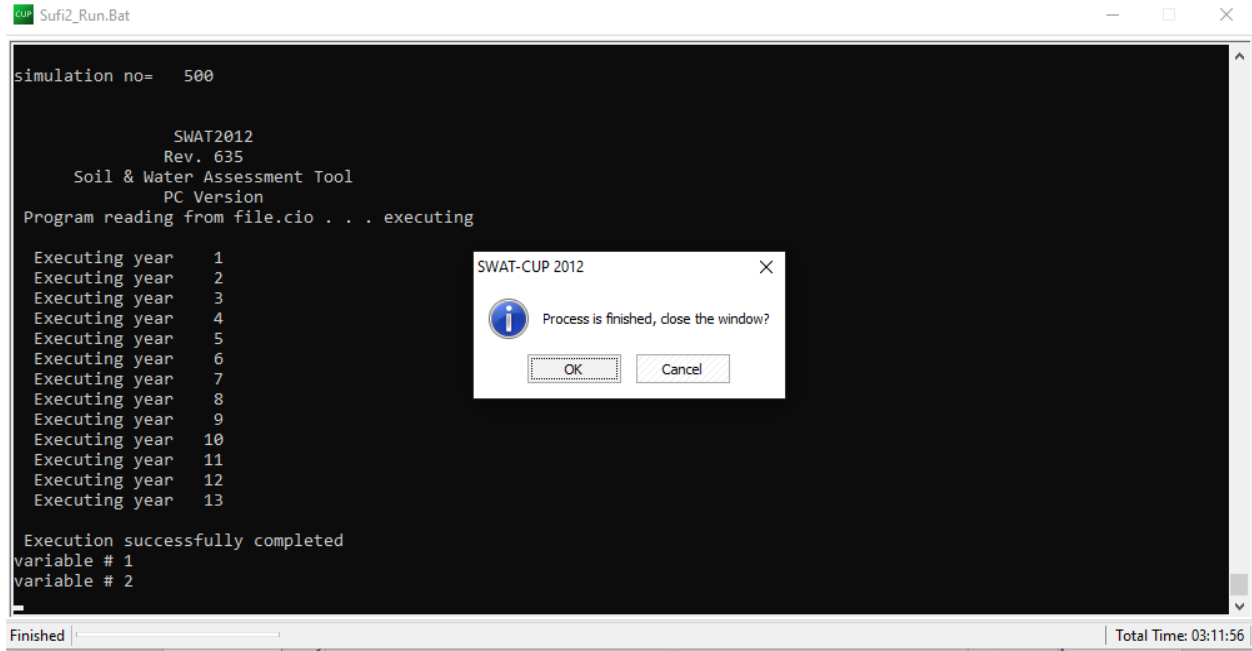 CUP Sufi2_Run.Bat
simulation no=   500
SWAT2012
Rev. 635
Soil & Water Assessment Tool
PC Version
Program reading from file.cio . . . executing
Executing year    1
Executing year    2
Executing year    3
Executing year    4
Executing year    5
Executing year    6
Executing year    7
Executing year    8
Executing year    9
Executing year   10
Executing year   11
Executing year   12
Executing year   13
Execution successfully completed
variable # 1
variable # 2
SWAT-CUP 2012
Process is finished, close the window?
OK Cancel
Finished Total Time: 03:11:56